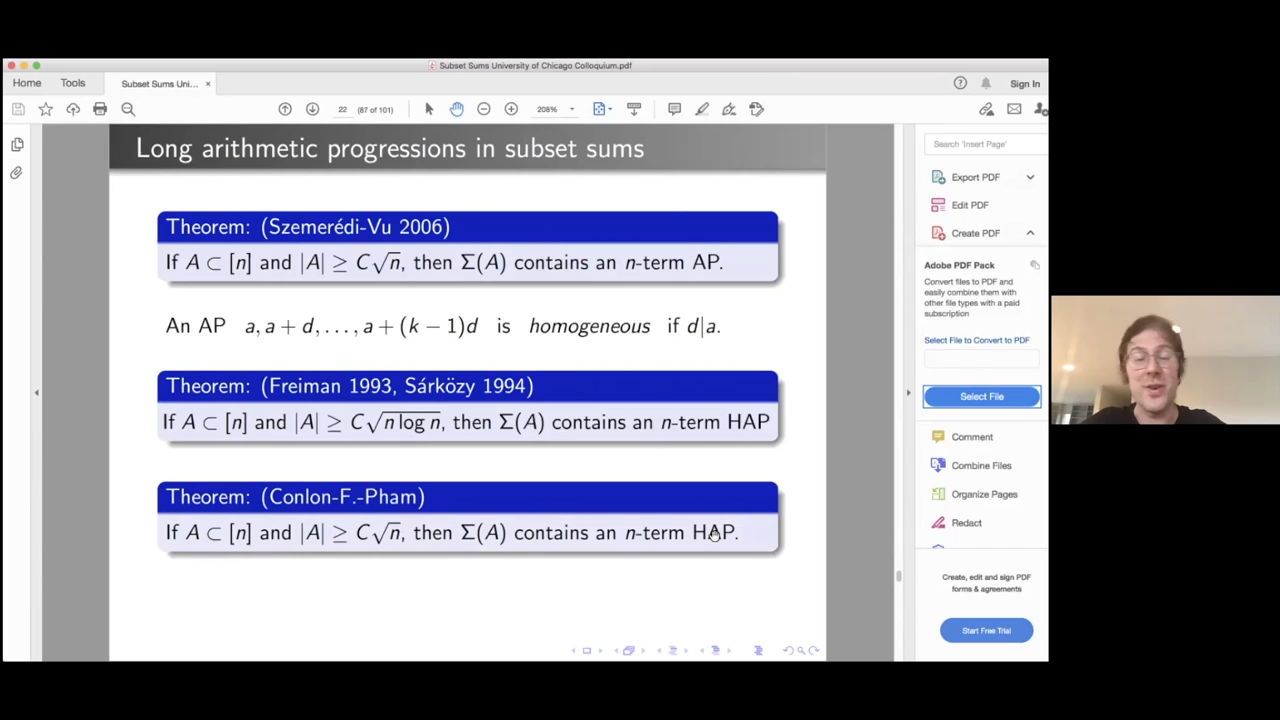 Subset Sums University of Chicago Colloquium.pdf
Home
Tools
Subset Sums Uni... ×
Sign In
22
(87 of 101)
208%
Long arithmetic progressions in subset sums
Theorem: (Szemerédi-Vu 2006)
If A ⊂ [n] and |A| ≥ C√n, then Σ(A) contains an n-term AP.
An AP a, a + d, . . . , a + (k − 1)d is homogeneous if d|a.
Theorem: (Freiman 1993, Sárközy 1994)
If A ⊂ [n] and |A| ≥ C√(n log n), then Σ(A) contains an n-term HAP
Theorem: (Conlon-F.-Pham)
If A ⊂ [n] and |A| ≥ C√n, then Σ(A) contains an n-term HAP.
Search 'Insert Page'
Export PDF
Edit PDF
Create PDF
Adobe PDF Pack
Convert files to PDF and
easily combine them with
other file types with a paid
subscription
Select File to Convert to PDF
Select File
Comment
Combine Files
Organize Pages
Redact
Create, edit and sign PDF
forms & agreements
Start Free Trial